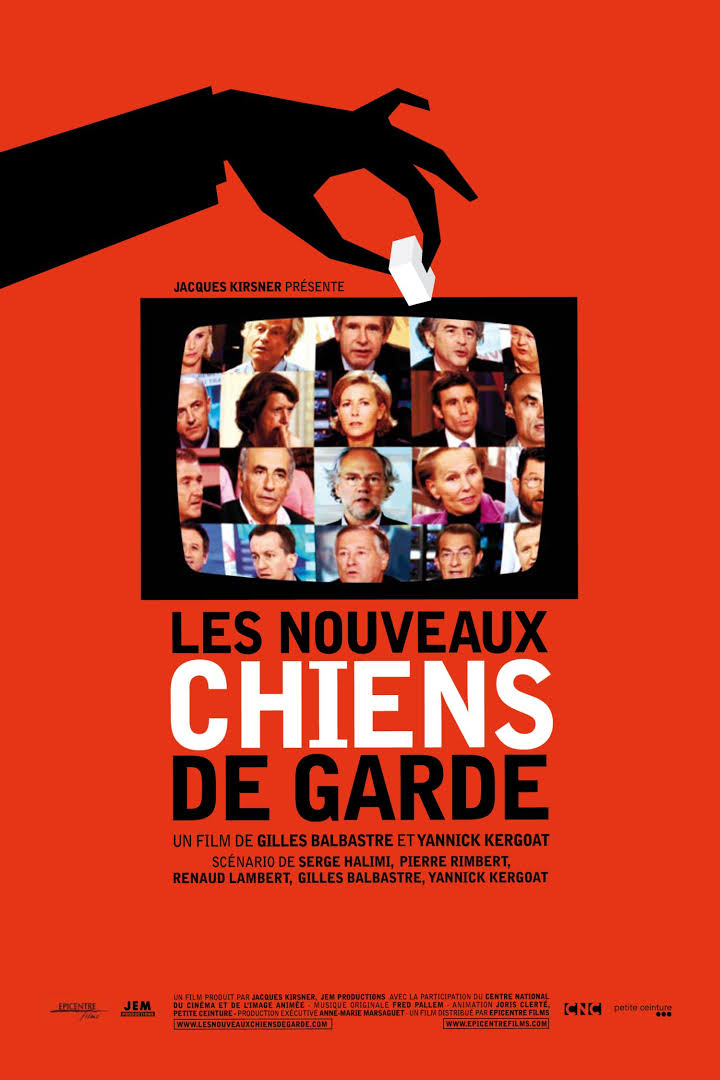 JACQUES KIRSNER PRÉSENTE
LES NOUVEAUX
CHIENS
DE GARDE
UN FILM DE GILLES BALBASTRE ET YANNICK KERGOAT
SCÉNARIO DE SERGE HALIMI, PIERRE RIMBERT,
RENAUD LAMBERT, GILLES BALBASTRE, YANNICK KERGOAT
EPICENTRE
films
JEM
PRODUCTIONS
UN FILM PRODUIT PAR JACQUES KIRSNER, JEM PRODUCTIONS AVEC LA PARTICIPATION DU CENTRE NATIONAL
DU CINÉMA ET DE L'IMAGE ANIMÉE - MUSIQUE ORIGINALE FRED PALLEM - ANIMATION JORIS CLERTÉ,
PETITE CEINTURE - PRODUCTION EXÉCUTIVE ANNE-MARIE MARSAGUET - UN FILM DISTRIBUÉ PAR EPICENTRE FILMS
WWW.LESNOUVEAUXCHIENSDEGARDE.COM
WWW.EPICENTREFILMS.COM
CNC
petite ceinture